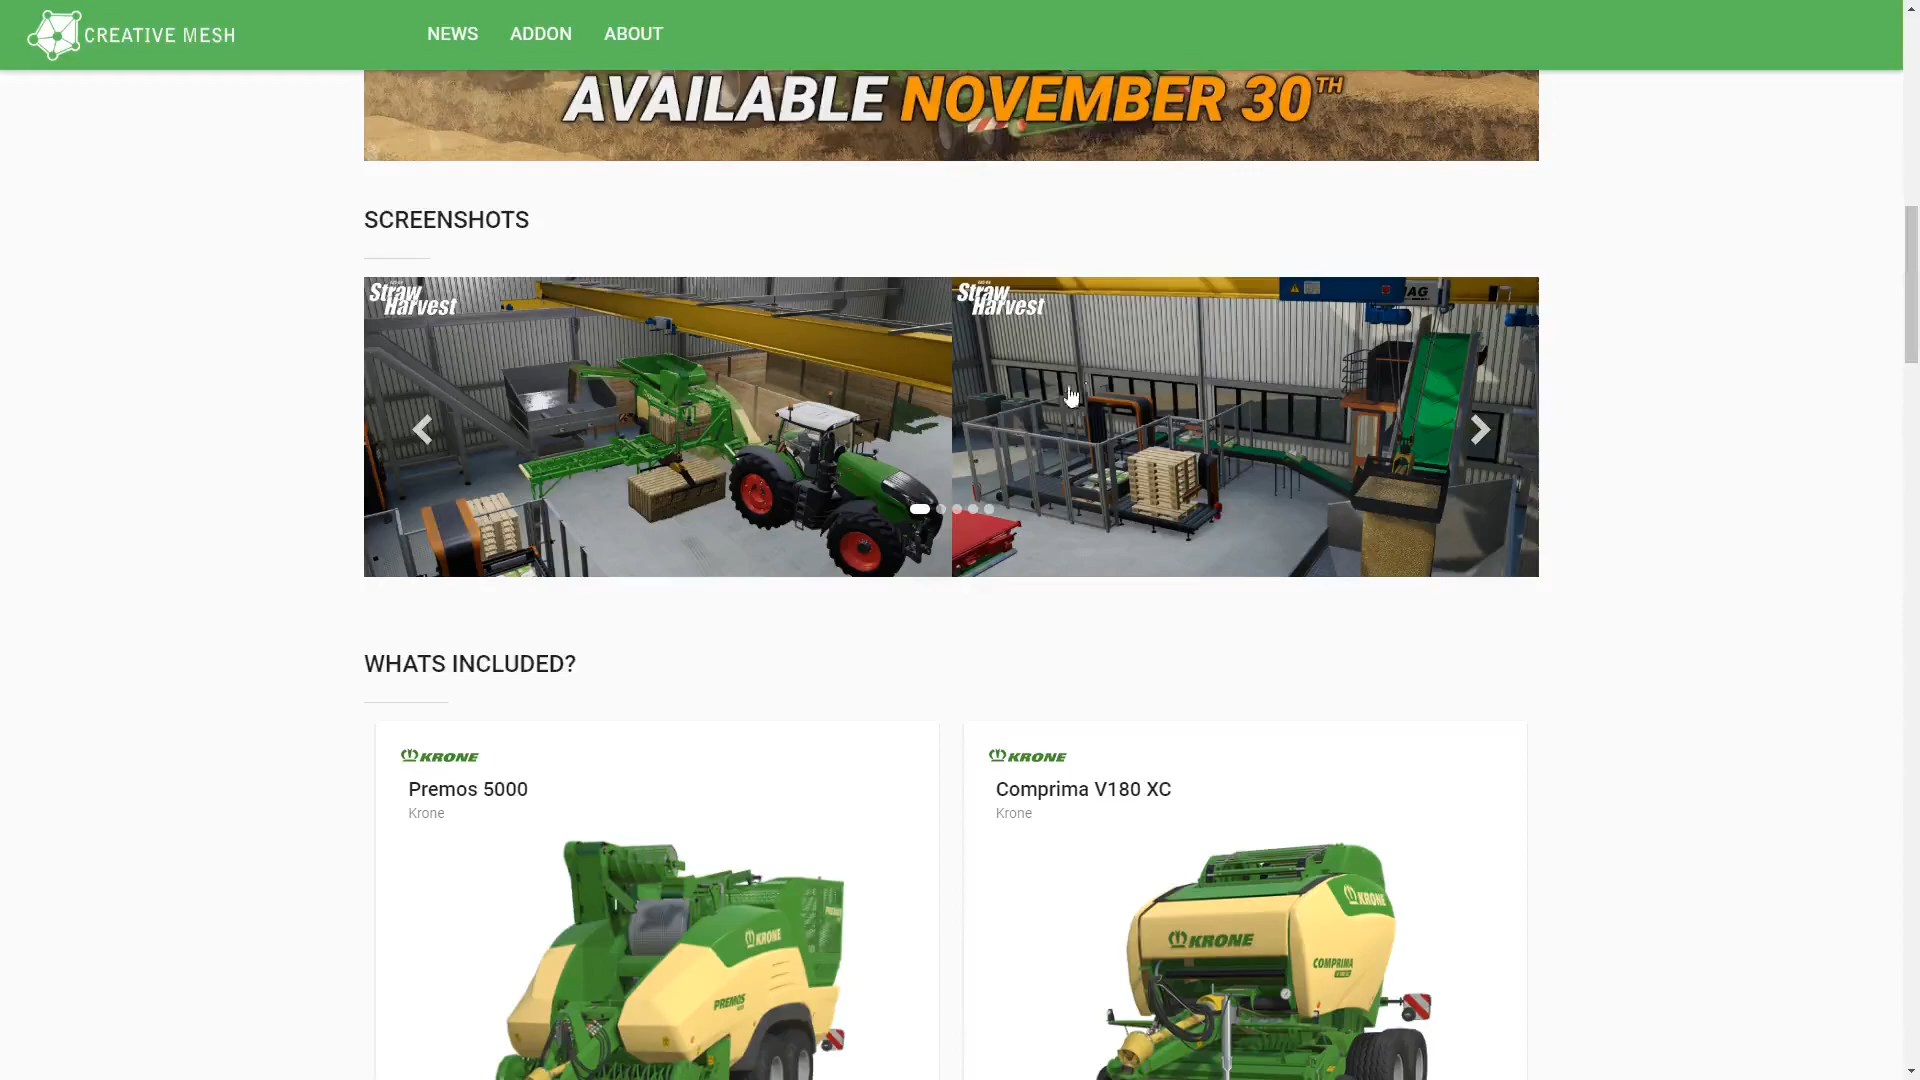 CREATIVE MESH
NEWS ADDON ABOUT
AVAILABLE NOVEMBER 30TH
SCREENSHOTS
Straw Harvest
Straw Harvest
WHATS INCLUDED?
KRONE
Premos 5000
Krone
KRONE
PREMOS
KRONE
Comprima V180 XC
Krone
KRONE
KRONE
COMPRIMA